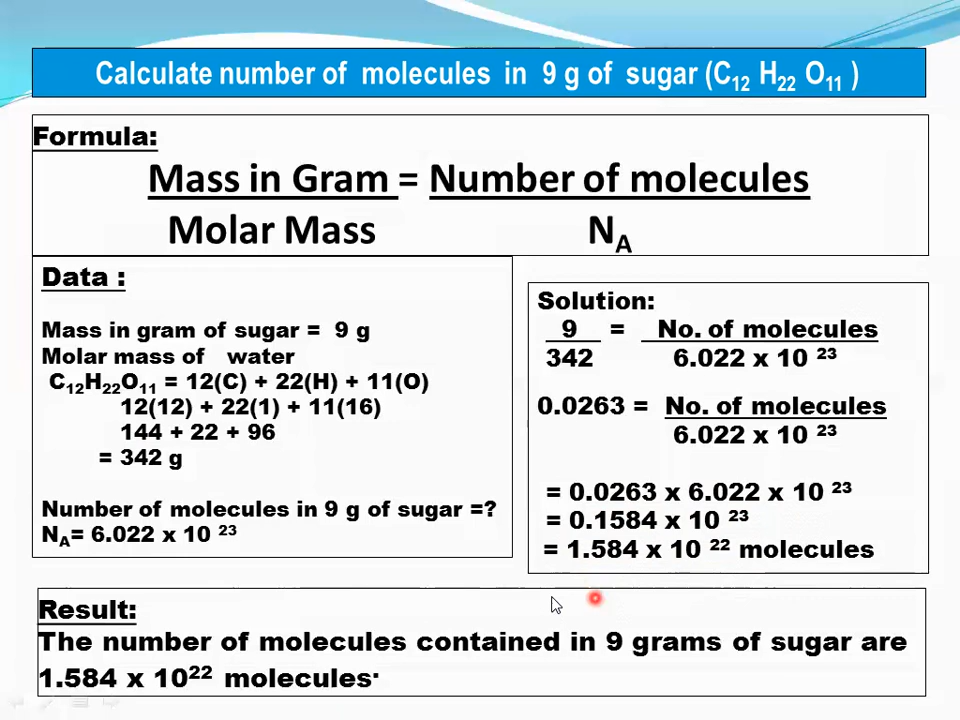 Calculate number of molecules in 9 g of sugar (C₁₂ H₂₂ O₁₁ )
Formula:
Mass in Gram = Number of molecules
Molar Mass N_A
Data :
Mass in gram of sugar = 9 g
Molar mass of water
C₁₂H₂₂O₁₁ = 12(C) + 22(H) + 11(O)
12(12) + 22(1) + 11(16)
144 + 22 + 96
= 342 g
Number of molecules in 9 g of sugar =?
N_A= 6.022 x 10 ²³
Solution:
9 = No. of molecules
342 6.022 x 10 ²³
0.0263 = No. of molecules
6.022 x 10 ²³
= 0.0263 x 6.022 x 10 ²³
= 0.1584 x 10 ²³
= 1.584 x 10 ²² molecules
Result:
The number of molecules contained in 9 grams of sugar are
1.584 x 10²² molecules.